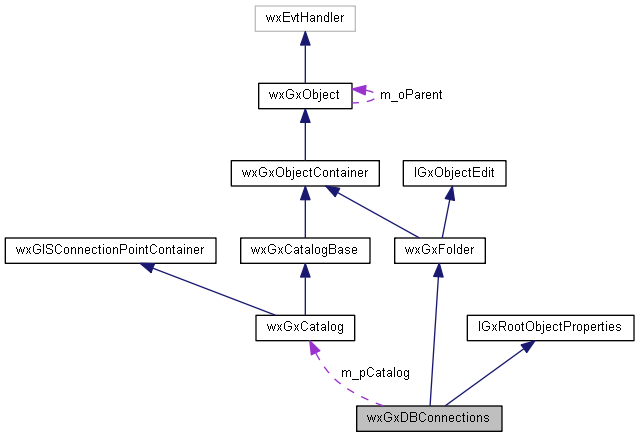 wxEvtHandler
wxGxObject
m_oParent
wxGxObjectContainer
IGxObjectEdit
wxGISConnectionPointContainer
wxGxCatalogBase
wxGxFolder
wxGxCatalog
IGxRootObjectProperties
m_pCatalog
wxGxDBConnections